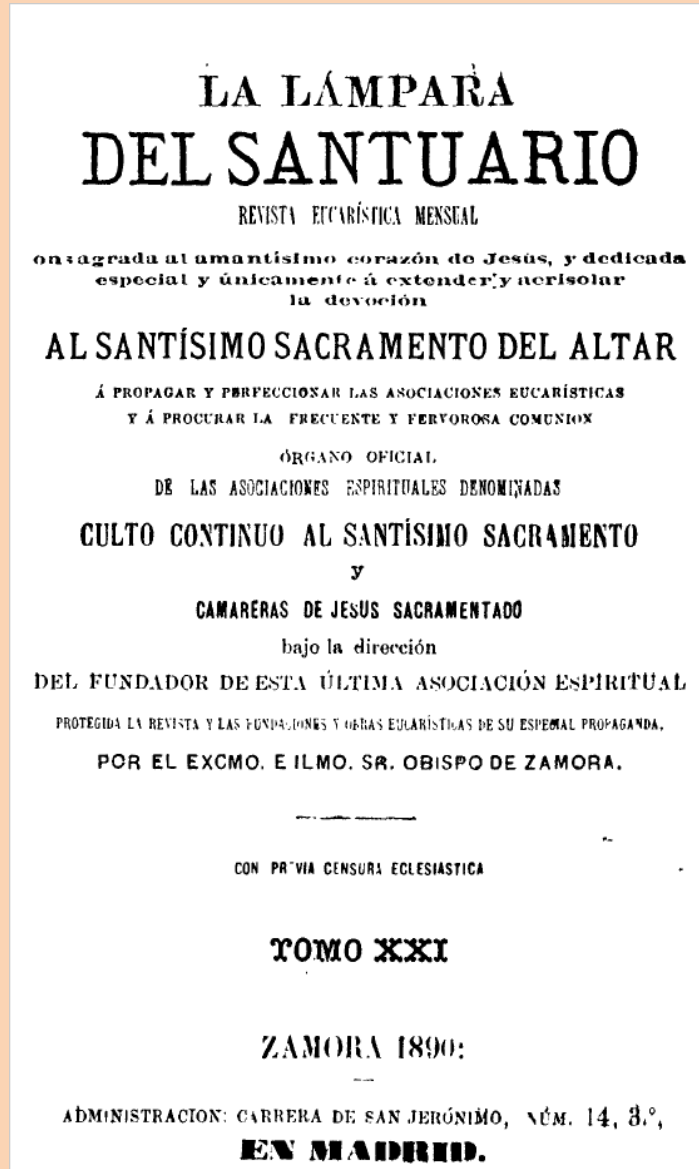 LA LÁMPARA
DEL SANTUARIO
REVISTA EUCARÍSTICA MENSUAL
onsagrada al amantísimo corazón de Jesús, y dedicada
especial y únicamente á extender y acrisolar
la devoción
AL SANTÍSIMO SACRAMENTO DEL ALTAR
Á PROPAGAR Y PERFECCIONAR LAS ASOCIACIONES EUCARÍSTICAS
Y Á PROCURAR LA FRECUENTE Y FERVOROSA COMUNION
ÓRGANO OFICIAL
DE LAS ASOCIACIONES ESPIRITUALES DENOMINADAS
CULTO CONTINUO AL SANTÍSIMO SACRAMENTO
y
CAMARERAS DE JESUS SACRAMENTADO
bajo la dirección
DEL FUNDADOR DE ESTA ÚLTIMA ASOCIACIÓN ESPIRITUAL
PROTEGIDA LA REVISTA Y LAS FUNDACIONES Y OBRAS EUCARÍSTICAS DE SU ESPECIAL PROPAGANDA,
POR EL EXCMO. E ILMO. SR. OBISPO DE ZAMORA.
CON PREVIA CENSURA ECLESIASTICA
TOMO XXI
ZAMORA 1890:
ADMINISTRACION: CARRERA DE SAN JERÓNIMO, NÚM. 14, 3.°,
EN MADRID.